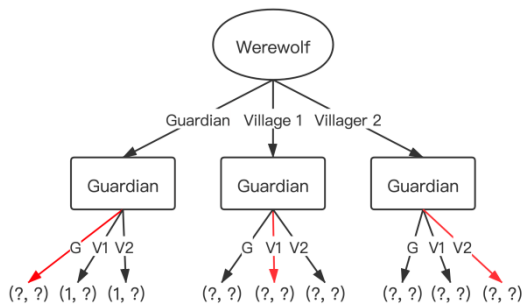 Werewolf
Guardian Village 1 Villager 2
Guardian Guardian Guardian
G V1 V2 G V1 V2 G V1 V2
(?, ?) (1, ?) (1, ?) (?, ?) (?, ?) (?, ?) (?, ?) (?, ?) (?, ?)